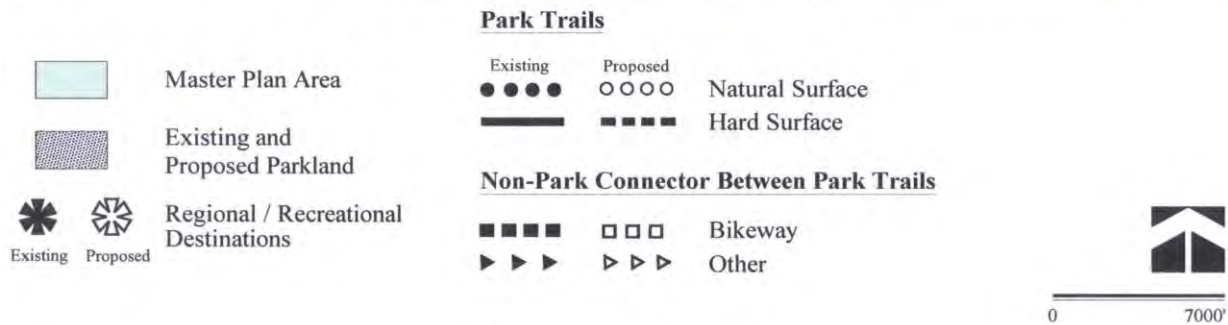 Master Plan Area
Existing and
Proposed Parkland
Regional / Recreational
Destinations
Existing Proposed
Park Trails
Existing Proposed
Natural Surface
Hard Surface
Non-Park Connector Between Park Trails
Bikeway
Other
0 7000'